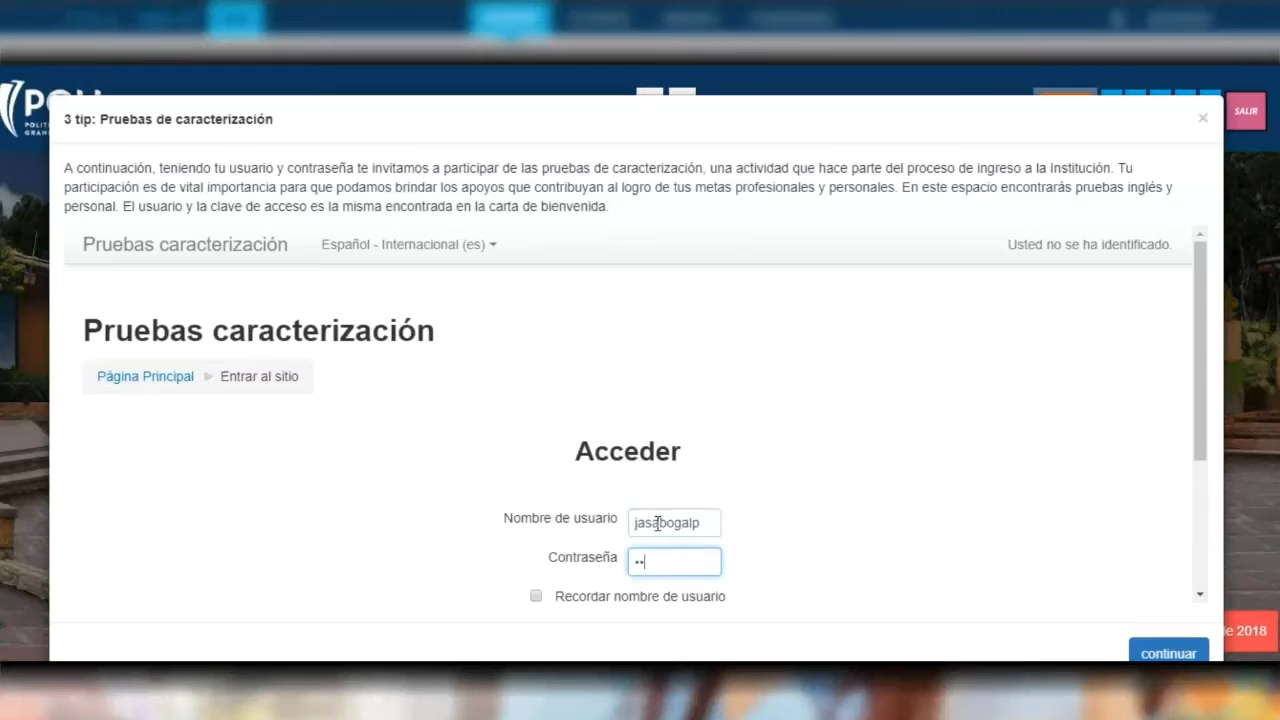 SALIR
3 tip: Pruebas de caracterización
×
A continuación, teniendo tu usuario y contraseña te invitamos a participar de las pruebas de caracterización, una actividad que hace parte del proceso de ingreso a la Institución. Tu
participación es de vital importancia para que podamos brindar los apoyos que contribuyan al logro de tus metas profesionales y personales. En este espacio encontrarás pruebas inglés y
personal. El usuario y la clave de acceso es la misma encontrada en la carta de bienvenida.
Pruebas caracterización Español - Internacional (es) Usted no se ha identificado.
Pruebas caracterización
Página Principal Entrar al sitio
Acceder
Nombre de usuario jasabogalp
Contraseña ••
Recordar nombre de usuario
de 2018
continuar